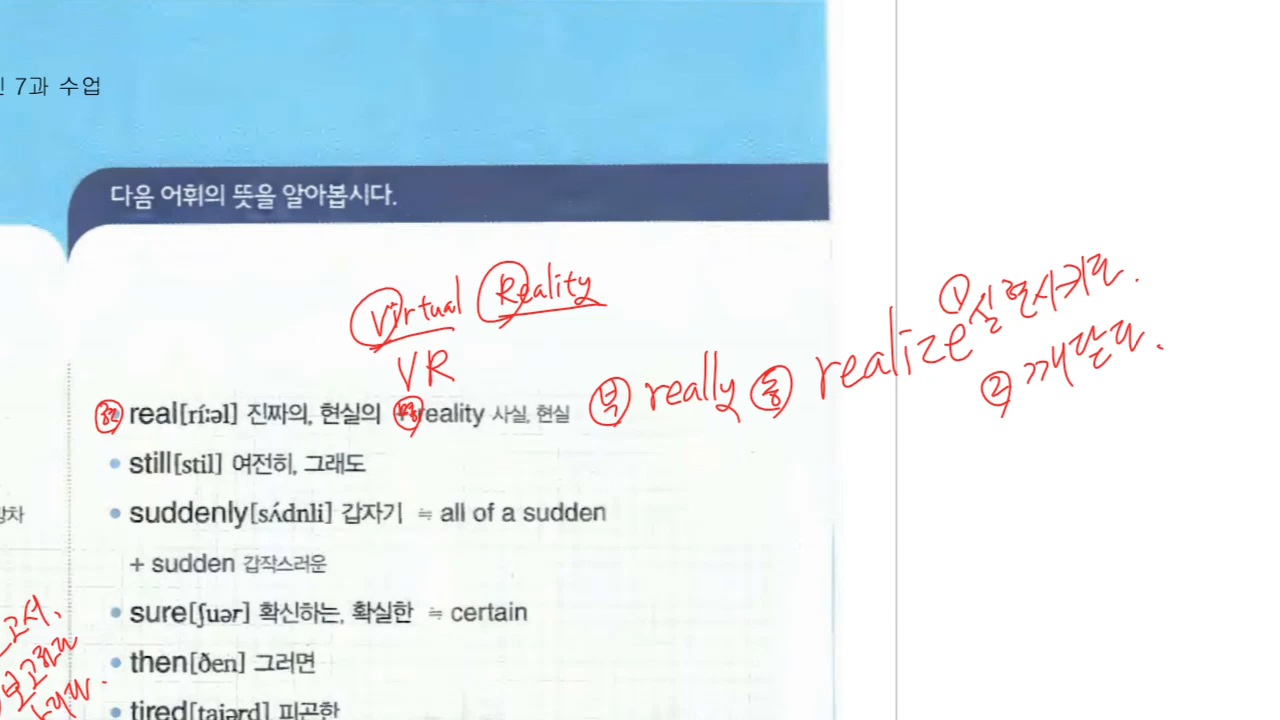 7과 수업
다음 어휘의 뜻을 알아봅시다.
Virtual Reality
VR
형 real[ríːəl] 진짜의, 현실의 명 reality 사실, 현실 부 really 동 realize ① 실현시키다.
② 깨닫다.
still[stil] 여전히, 그래도
suddenly[sʌ́dnli] 갑자기 ≒ all of a sudden
+ sudden 갑작스러운
sure[ʃuər] 확신하는, 확실한 ≒ certain
then[ðen] 그러면
tired[taiərd] 피곤한
보고한다